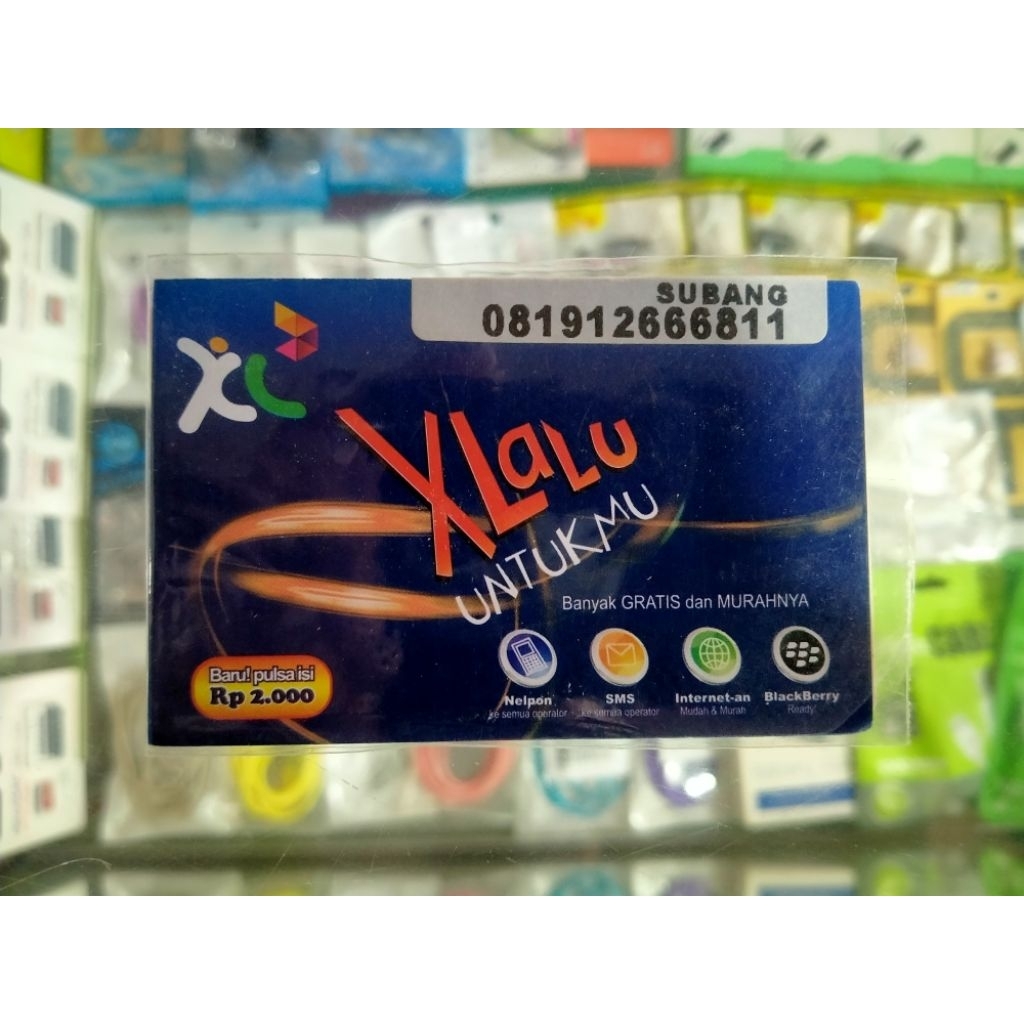 SUBANG
081912666811
XL
XLALU
UNTUKMU
Banyak GRATIS dan MURAHNYA
Baru! pulsa isi
Rp 2.000
Nelpon
ke semua operator
SMS
ke semua operator
Internet-an
Mudah & Murah
BlackBerry
Ready